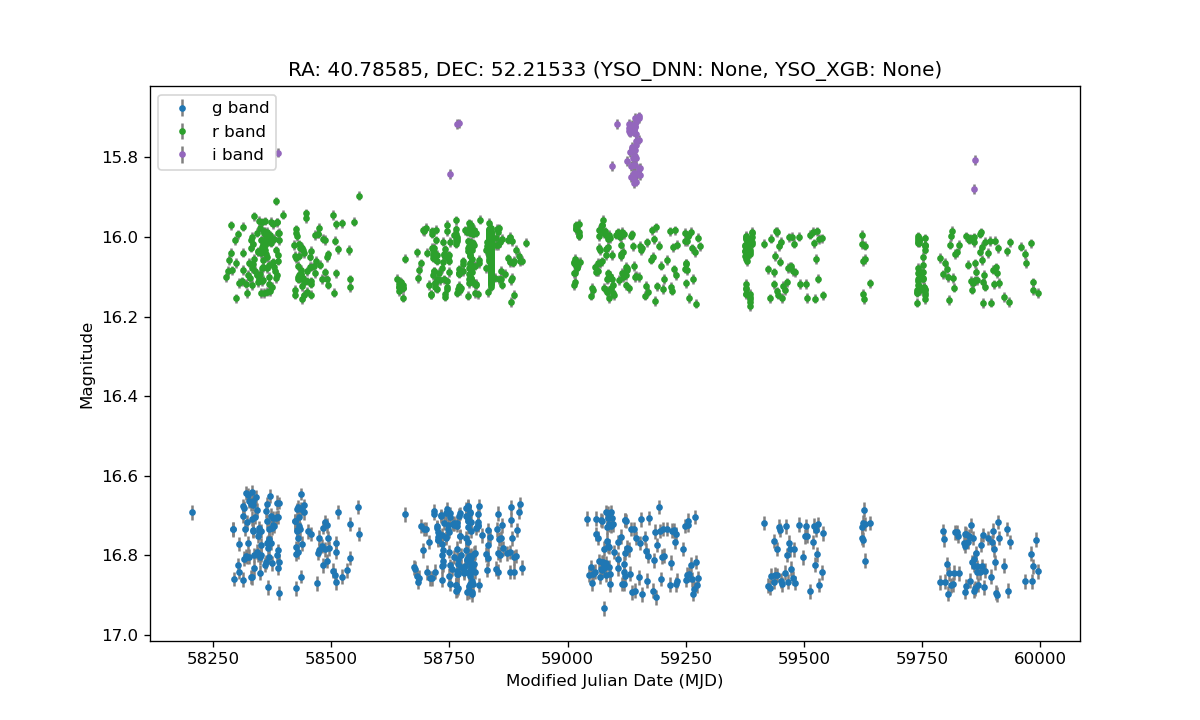 RA: 40.78585, DEC: 52.21533 (YSO_DNN: None, YSO_XGB: None)
g band
r band
i band
15.8
16.0
16.2
16.4
16.6
16.8
17.0
Magnitude
58250 58500 58750 59000 59250 59500 59750 60000
Modified Julian Date (MJD)